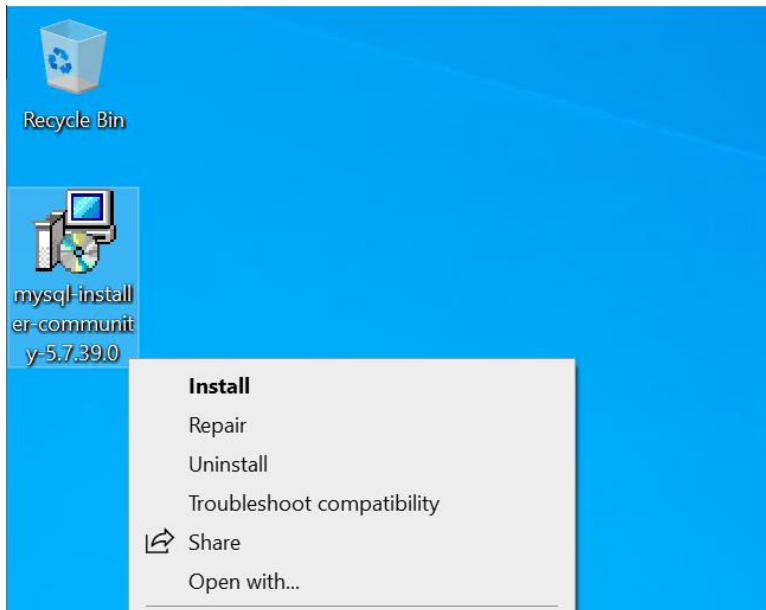 Recycle Bin
mysql-install
er-communit
y-5.7.39.0
Install
Repair
Uninstall
Troubleshoot compatibility
Share
Open with...